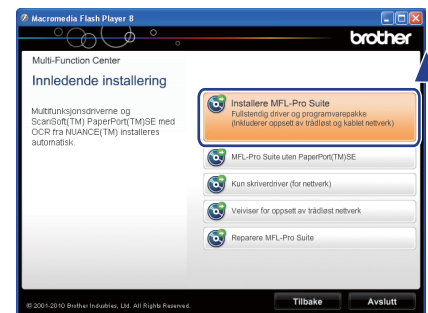 Macromedia Flash Player 8
brother
Multi-Function Center
Innledende installering
Multifunksjonsdriverne og
ScanSoft(TM) PaperPort(TM)SE med
OCR fra NUANCE(TM) installeres
automatisk.
Installere MFL-Pro Suite
Fullstendig driver og programvarepakke
(Inkluderer oppsett av trådløst og kablet nettverk)
MFL-Pro Suite uten PaperPort(TM)SE
Kun skriverdriver (for nettverk)
Veiviser for oppsett av trådløst nettverk
Reparere MFL-Pro Suite
© 2001-2010 Brother Industries, Ltd. All Rights Reserved.
Tilbake
Avslutt